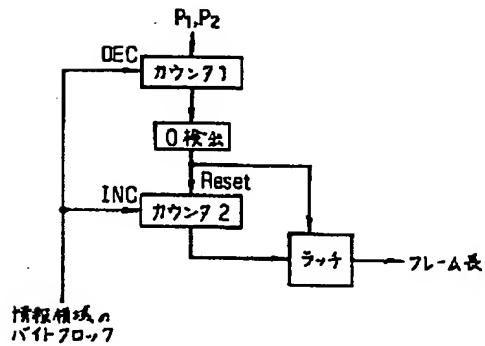 P1,P2
DEC
カウンタ1
0検出
Reset
INC
カウンタ2
ラッチ
フレーム長
情報領域の
バイトクロック